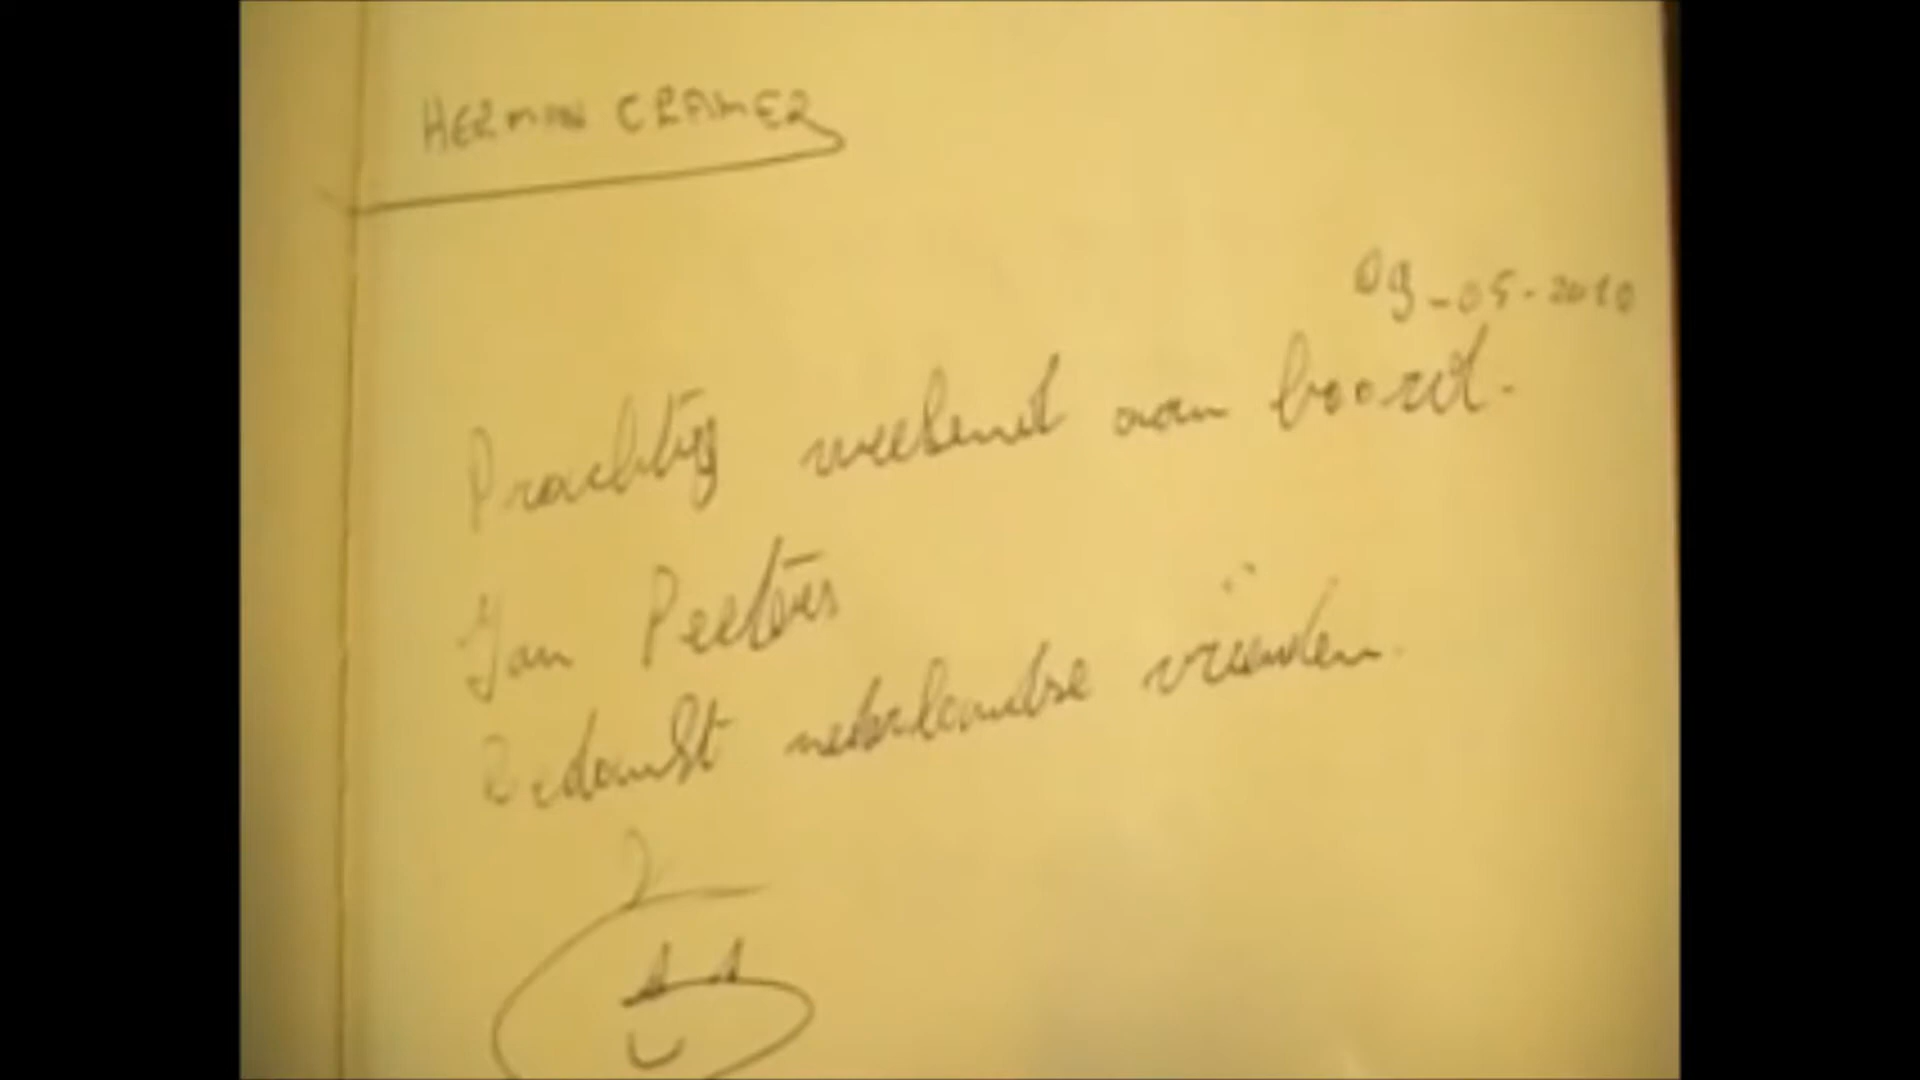 HERMAN CRAMER
09-05-2010
Prachtig weekend aan boord.
Jan Peeters
Bedankt nederlandse vrienden.